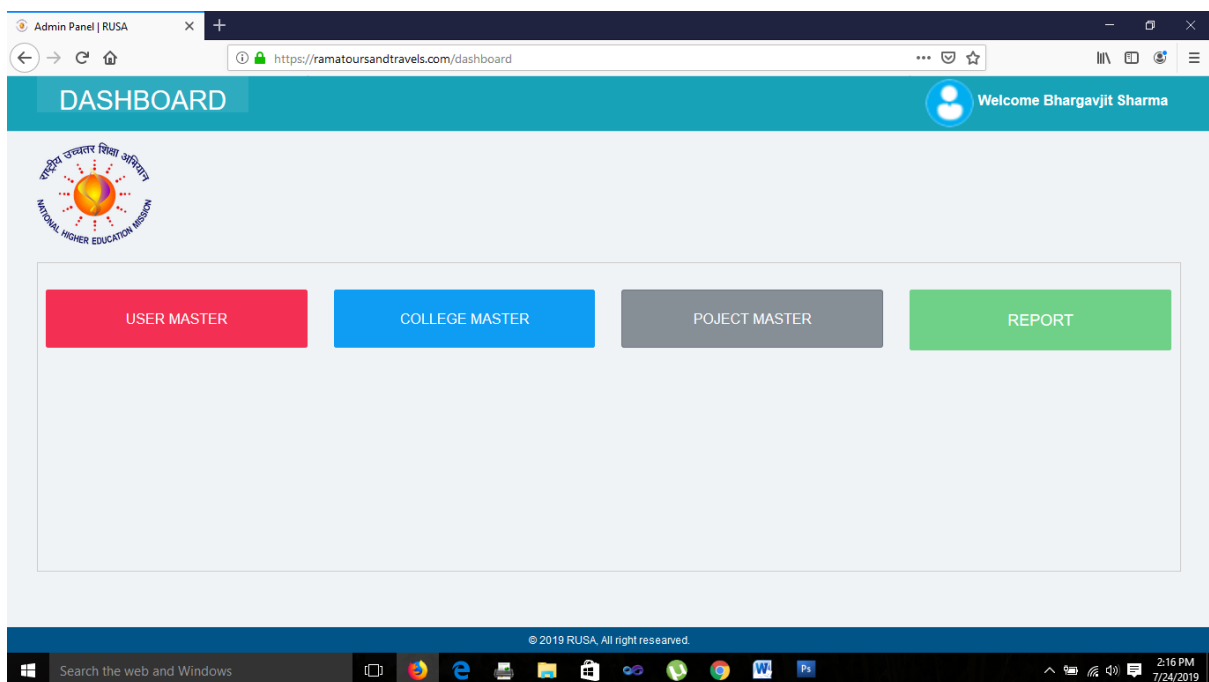 Admin Panel | RUSA
https://ramatoursandtravels.com/dashboard
DASHBOARD
Welcome Bhargavjit Sharma
राष्ट्रीय उच्चतर शिक्षा अभियान
NATIONAL HIGHER EDUCATION MISSION
USER MASTER
COLLEGE MASTER
POJECT MASTER
REPORT
© 2019 RUSA, All right researved.
Search the web and Windows
W
Ps
2:16 PM
7/24/2019